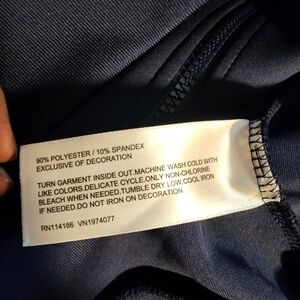 90% POLYESTER / 10% SPANDEX
EXCLUSIVE OF DECORATION
TURN GARMENT INSIDE OUT.MACHINE WASH COLD WITH
LIKE COLORS.DELICATE CYCLE.ONLY NON-CHLORINE
BLEACH WHEN NEEDED.TUMBLE DRY LOW.COOL IRON
IF NEEDED.DO NOT IRON ON DECORATION
RN114186 VN1974077